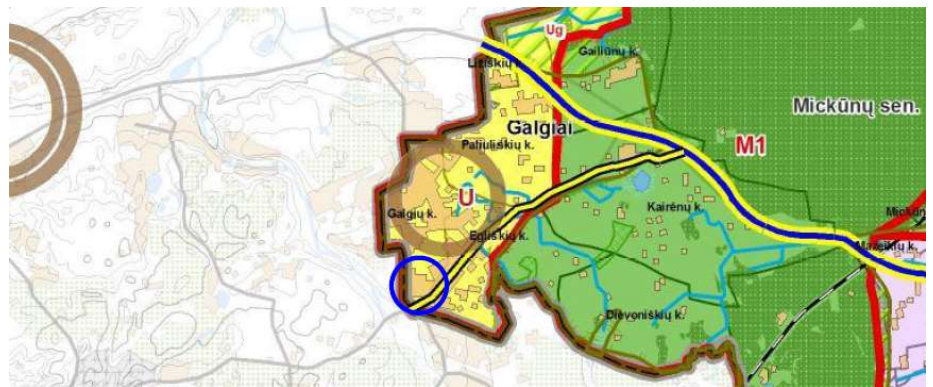 Ug
Gailiūnų k.
Liziškių k.
Mickūnų sen.
Galgiai
Paliuliškių k.
M1
U
Galgių k.
Kairėnų k.
Egliškių k.
Dievoniškių k.